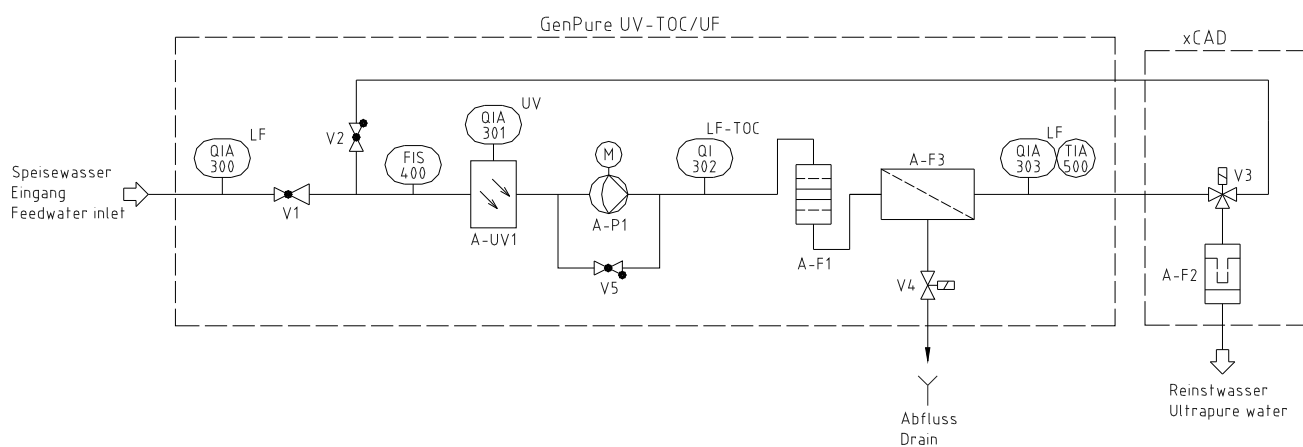 GenPure UV-TOC/UF
xCAD
Speisewasser
Eingang
Feedwater inlet
QIA
300
LF
V1
V2
FIS
400
QIA
301
UV
A-UV1
M
A-P1
V5
QI
302
LF-TOC
A-F1
A-F3
V4
Abfluss
Drain
QIA
303
LF
TIA
500
V3
A-F2
Reinstwasser
Ultrapure water